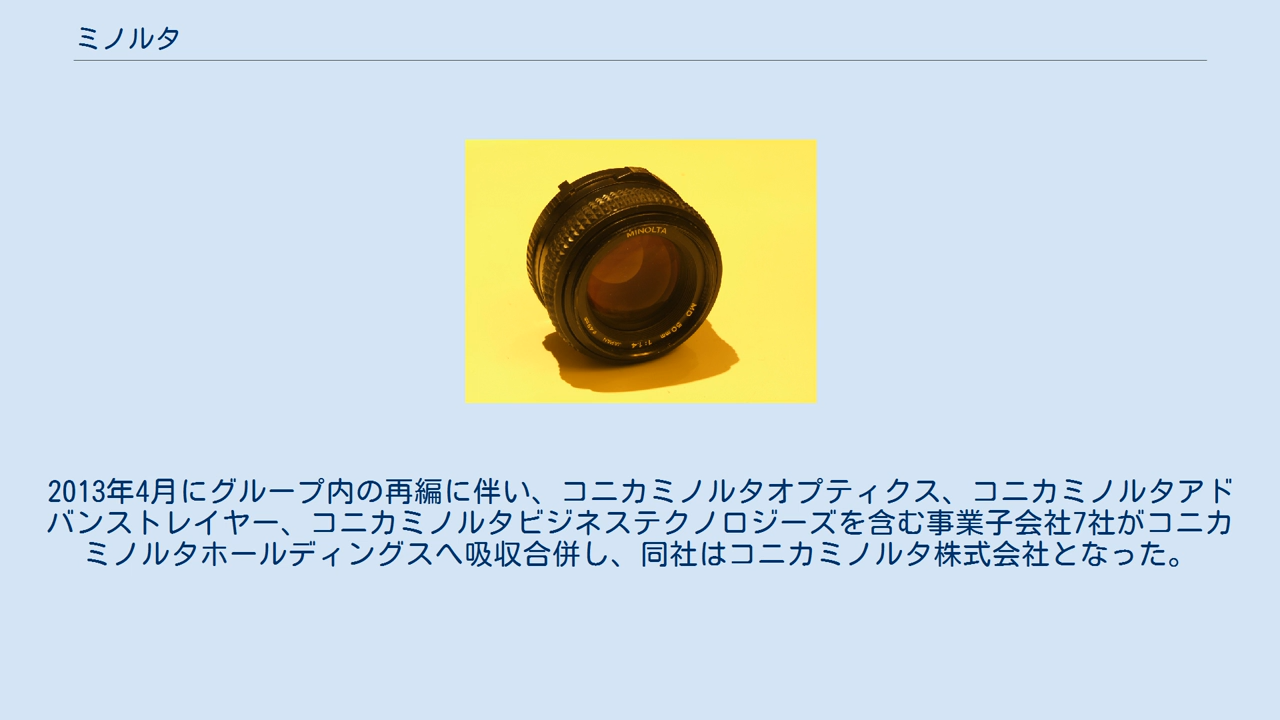 ミノルタ
MINOLTA
MD 50mm 1:1.4
2013年4月にグループ内の再編に伴い、コニカミノルタオプティクス、コニカミノルタアド
バンストレイヤー、コニカミノルタビジネステクノロジーズを含む事業子会社7社がコニカ
ミノルタホールディングスへ吸収合併し、同社はコニカミノルタ株式会社となった。